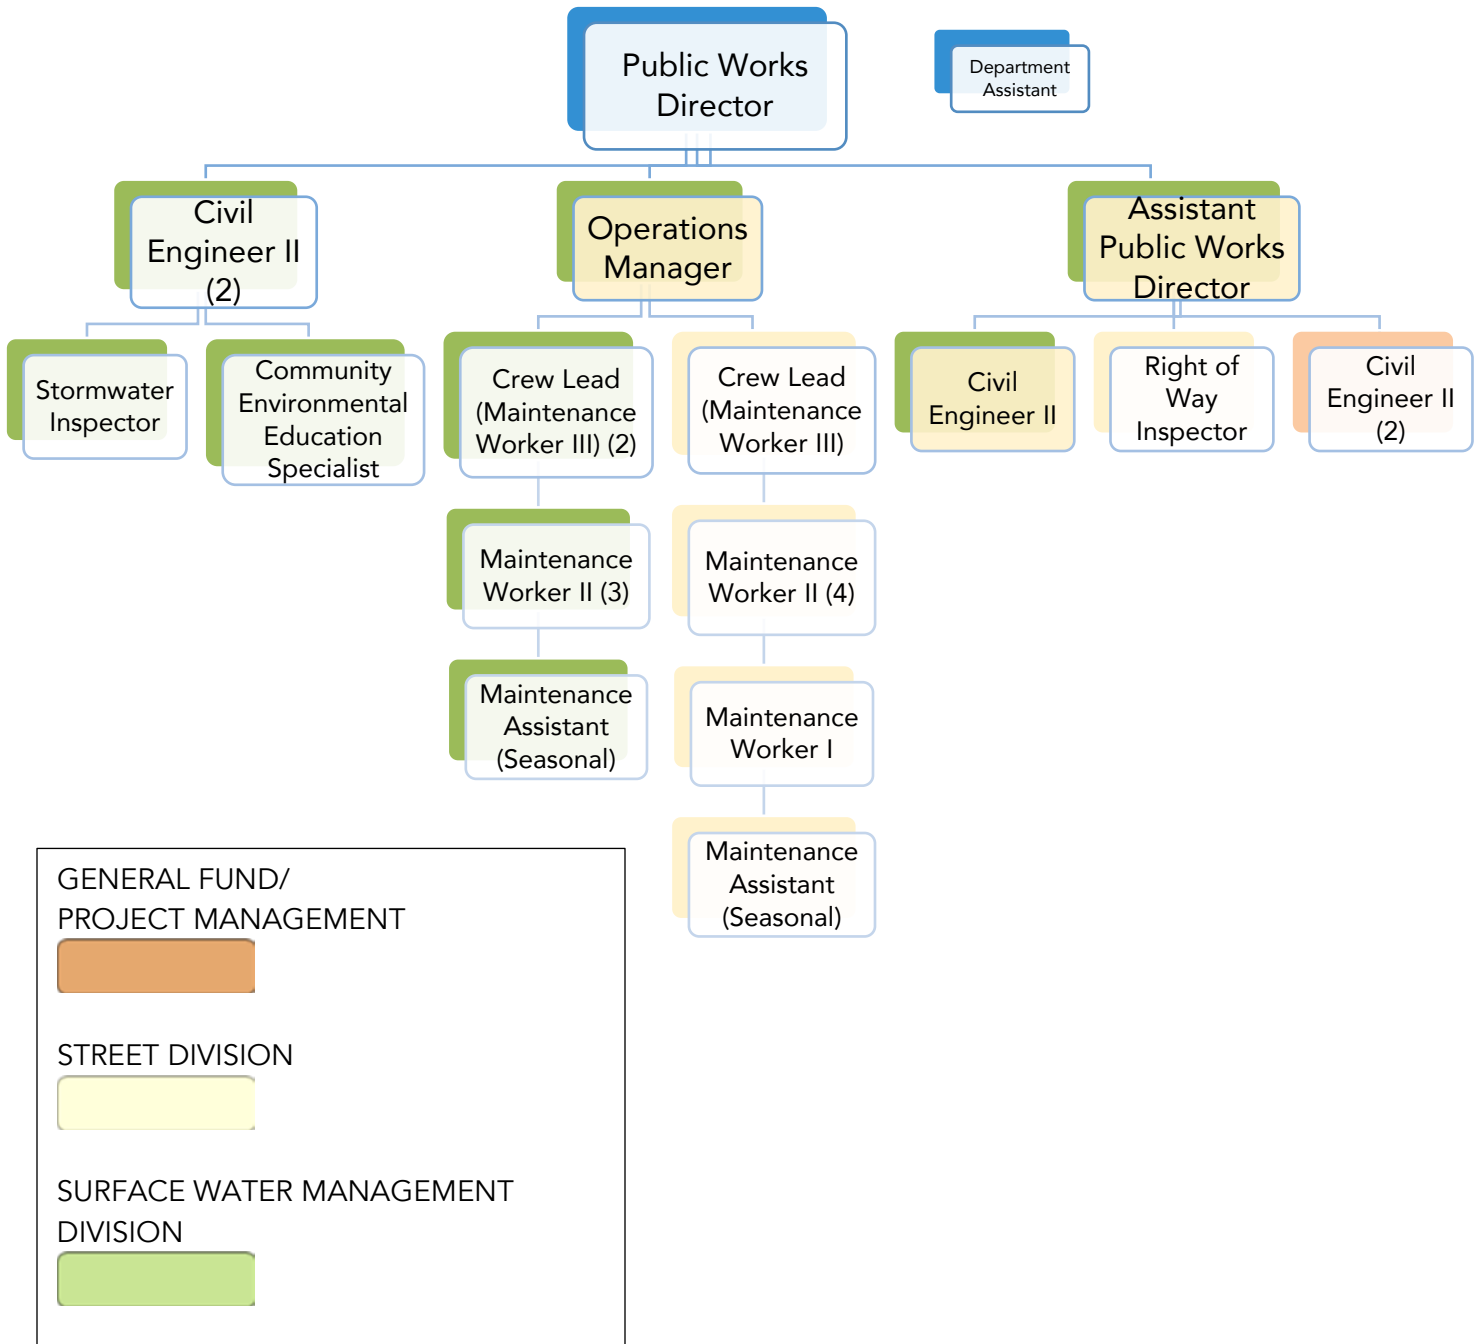 Public Works
Director
Department
Assistant
Civil
Engineer II
(2)
Operations
Manager
Assistant
Public Works
Director
Stormwater
Inspector
Community
Environmental
Education
Specialist
Crew Lead
(Maintenance
Worker III) (2)
Crew Lead
(Maintenance
Worker III)
Civil
Engineer II
Right of
Way
Inspector
Civil
Engineer II
(2)
Maintenance
Worker II (3)
Maintenance
Worker II (4)
Maintenance
Assistant
(Seasonal)
Maintenance
Worker I
Maintenance
Assistant
(Seasonal)
GENERAL FUND/
PROJECT MANAGEMENT
STREET DIVISION
SURFACE WATER MANAGEMENT
DIVISION